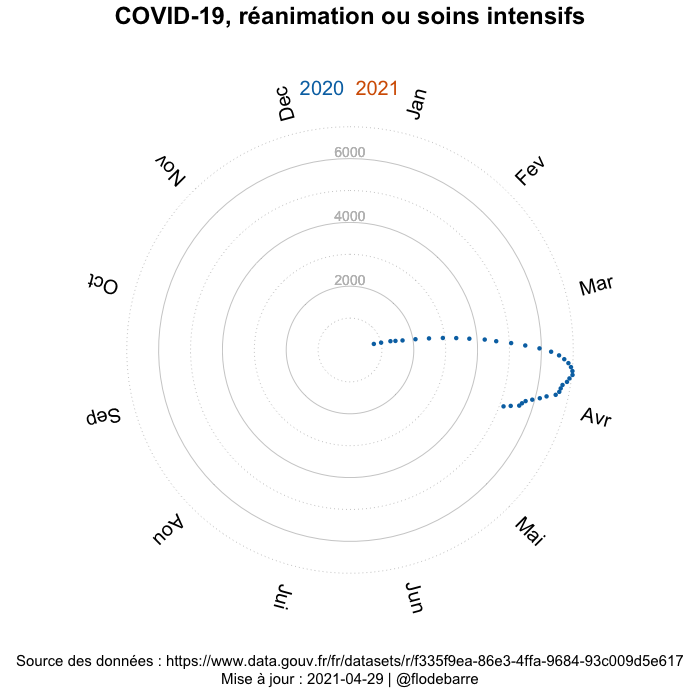 COVID-19, réanimation ou soins intensifs
2020 2021
Dec
Jan
Nov
Fev
Oct
Mar
Sep
Avr
Aou
Mai
Jui
Jun
6000
4000
2000
Source des données : https://www.data.gouv.fr/fr/datasets/r/f335f9ea-86e3-4ffa-9684-93c009d5e617
Mise à jour : 2021-04-29 | @flodebarre